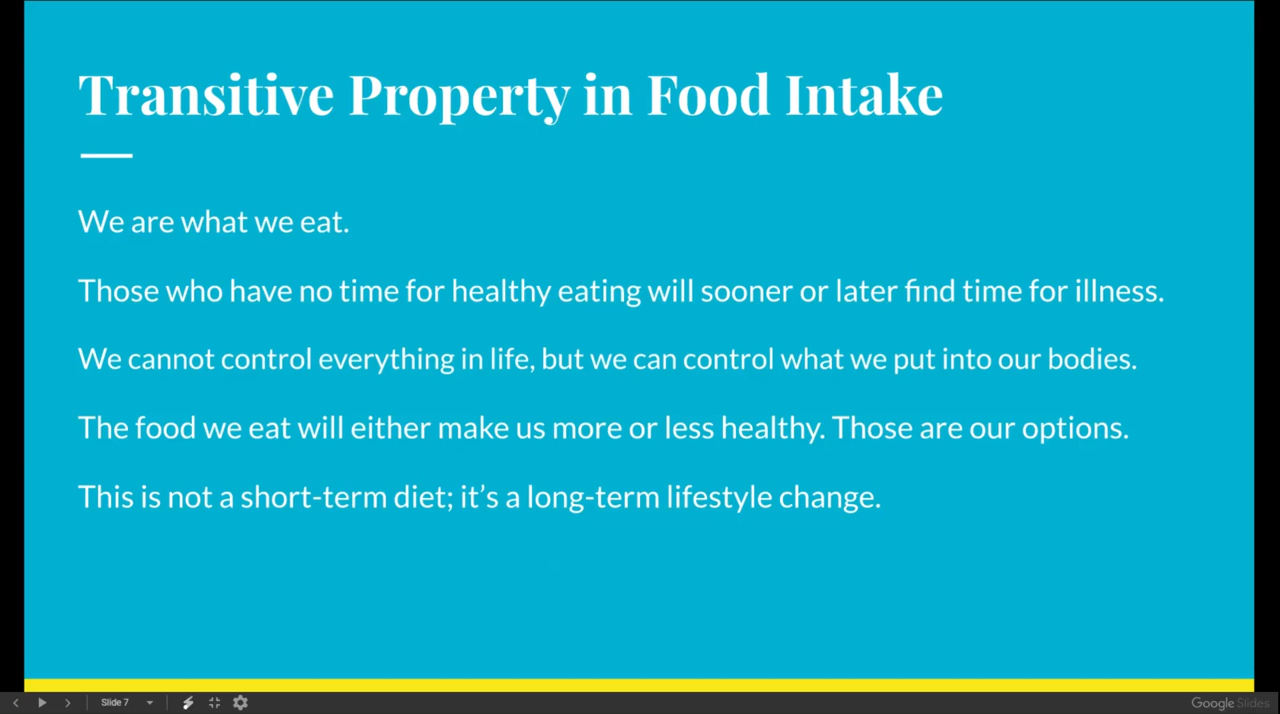 Transitive Property in Food Intake
We are what we eat.
Those who have no time for healthy eating will sooner or later find time for illness.
We cannot control everything in life, but we can control what we put into our bodies.
The food we eat will either make us more or less healthy. Those are our options.
This is not a short-term diet; it’s a long-term lifestyle change.
Slide 7
Google Slides